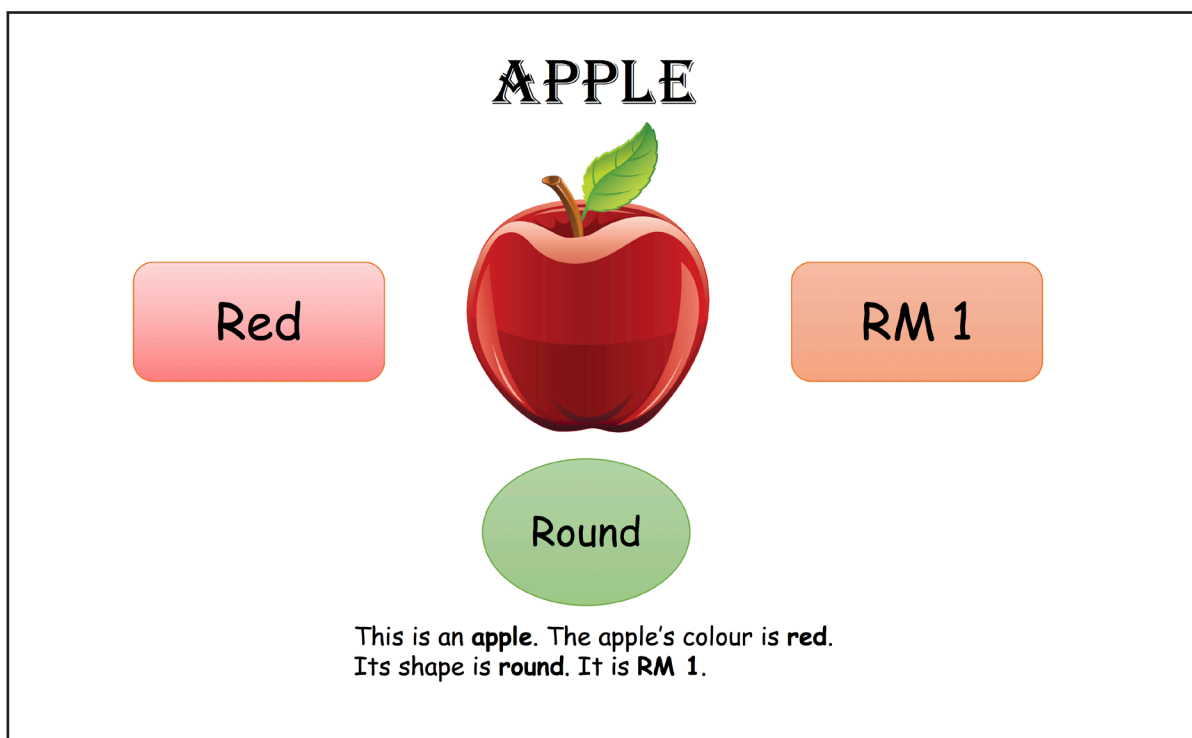 APPLE
Red
RM 1
Round
This is an apple. The apple's colour is red.
Its shape is round. It is RM 1.